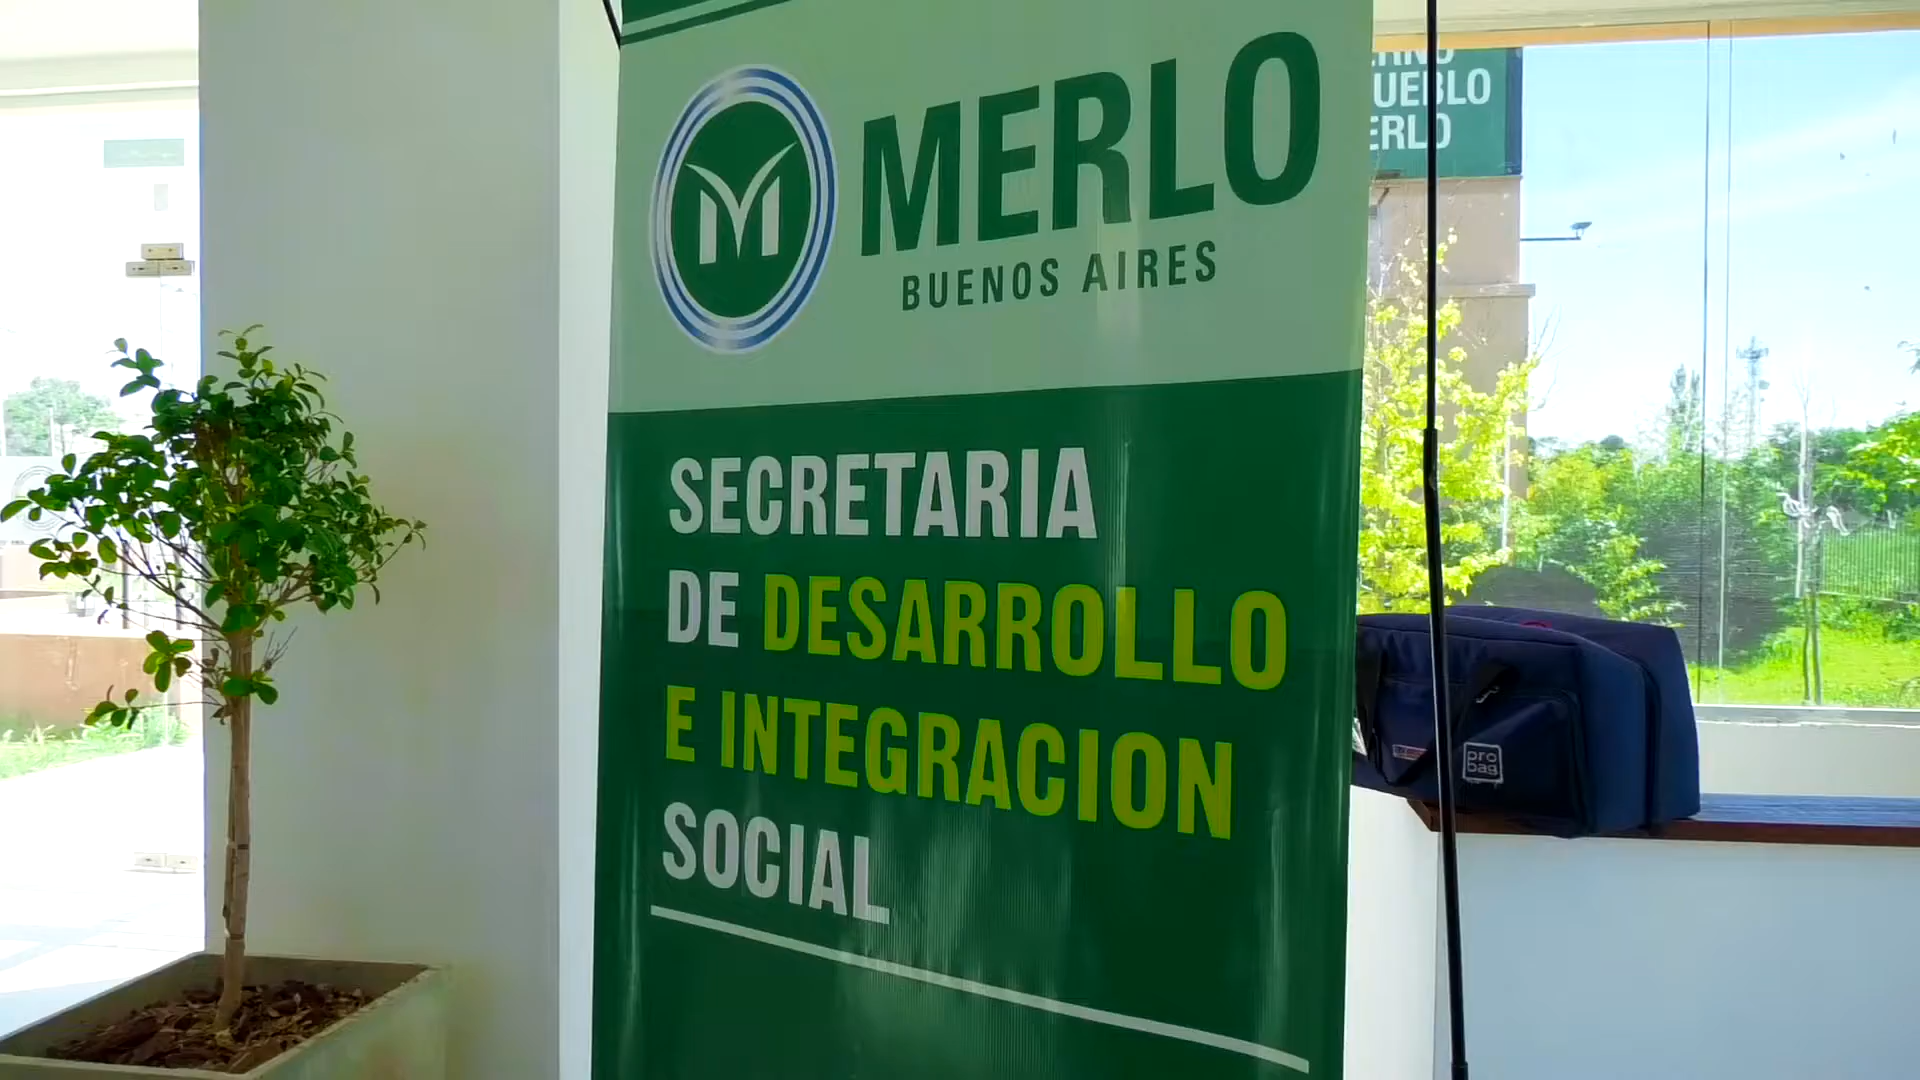 MERLO
BUENOS AIRES
SECRETARIA
DE DESARROLLO
E INTEGRACION
SOCIAL
UEBLO
ERLO
pro
bag